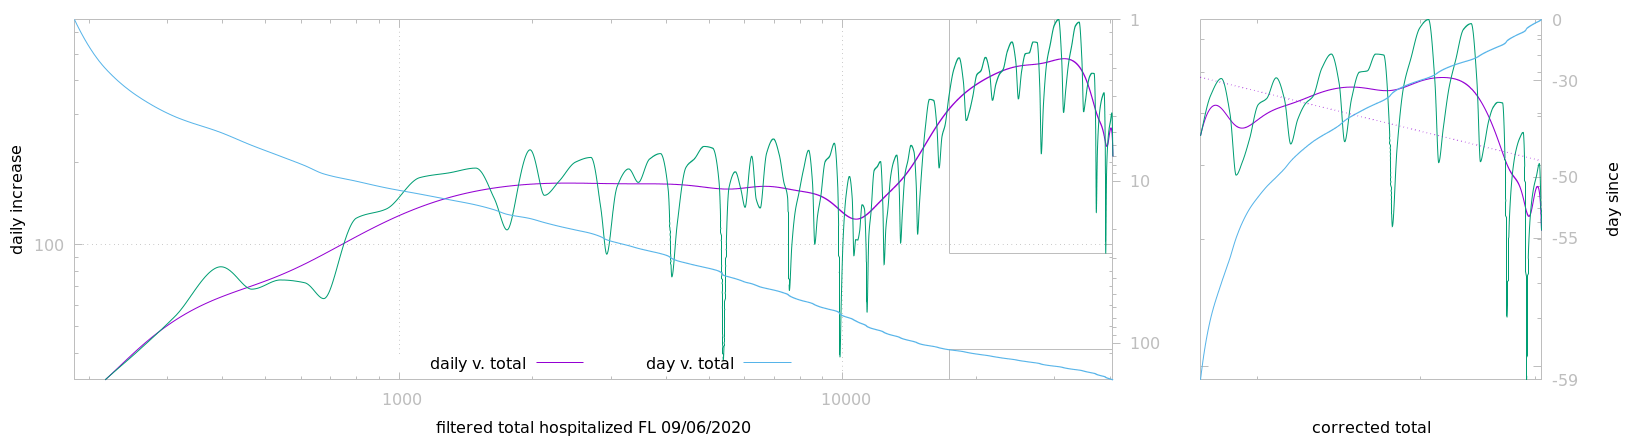 daily increase
100
1000
10000
daily v. total
day v. total
filtered total hospitalized FL 09/06/2020
1
10
100
0
-30
-50
-55
-59
day since
corrected total